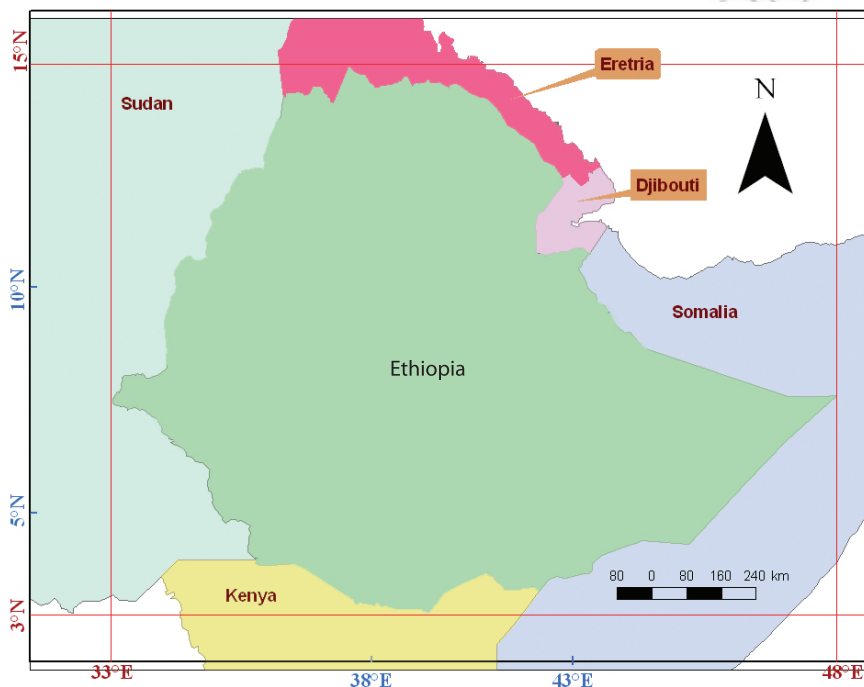 15°N
Eretria
Sudan
N
Djibouti
10°N
Somalia
Ethiopia
5°N
80 0 80 160 240 km
Kenya
3°N
33°E
38°E
43°E
48°E